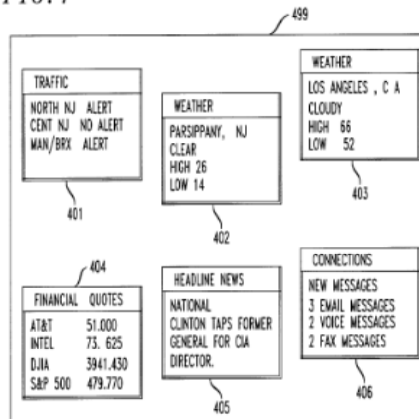 499
TRAFFIC
NORTH NJ ALERT
CENT NJ NO ALERT
MAN/BRX ALERT
401
WEATHER
PARSIPPANY, NJ
CLEAR
HIGH 26
LOW 14
402
WEATHER
LOS ANGELES , C A
CLOUDY
HIGH 66
LOW 52
403
404
FINANCIAL QUOTES
AT&T 51.000
INTEL 73. 625
DJIA 3941.430
S&P 500 479.770
HEADLINE NEWS
NATIONAL
CLINTON TAPS FORMER
GENERAL FOR CIA
DIRECTOR.
405
CONNECTIONS
NEW MESSAGES
3 EMAIL MESSAGES
2 VOICE MESSAGES
2 FAX MESSAGES
406